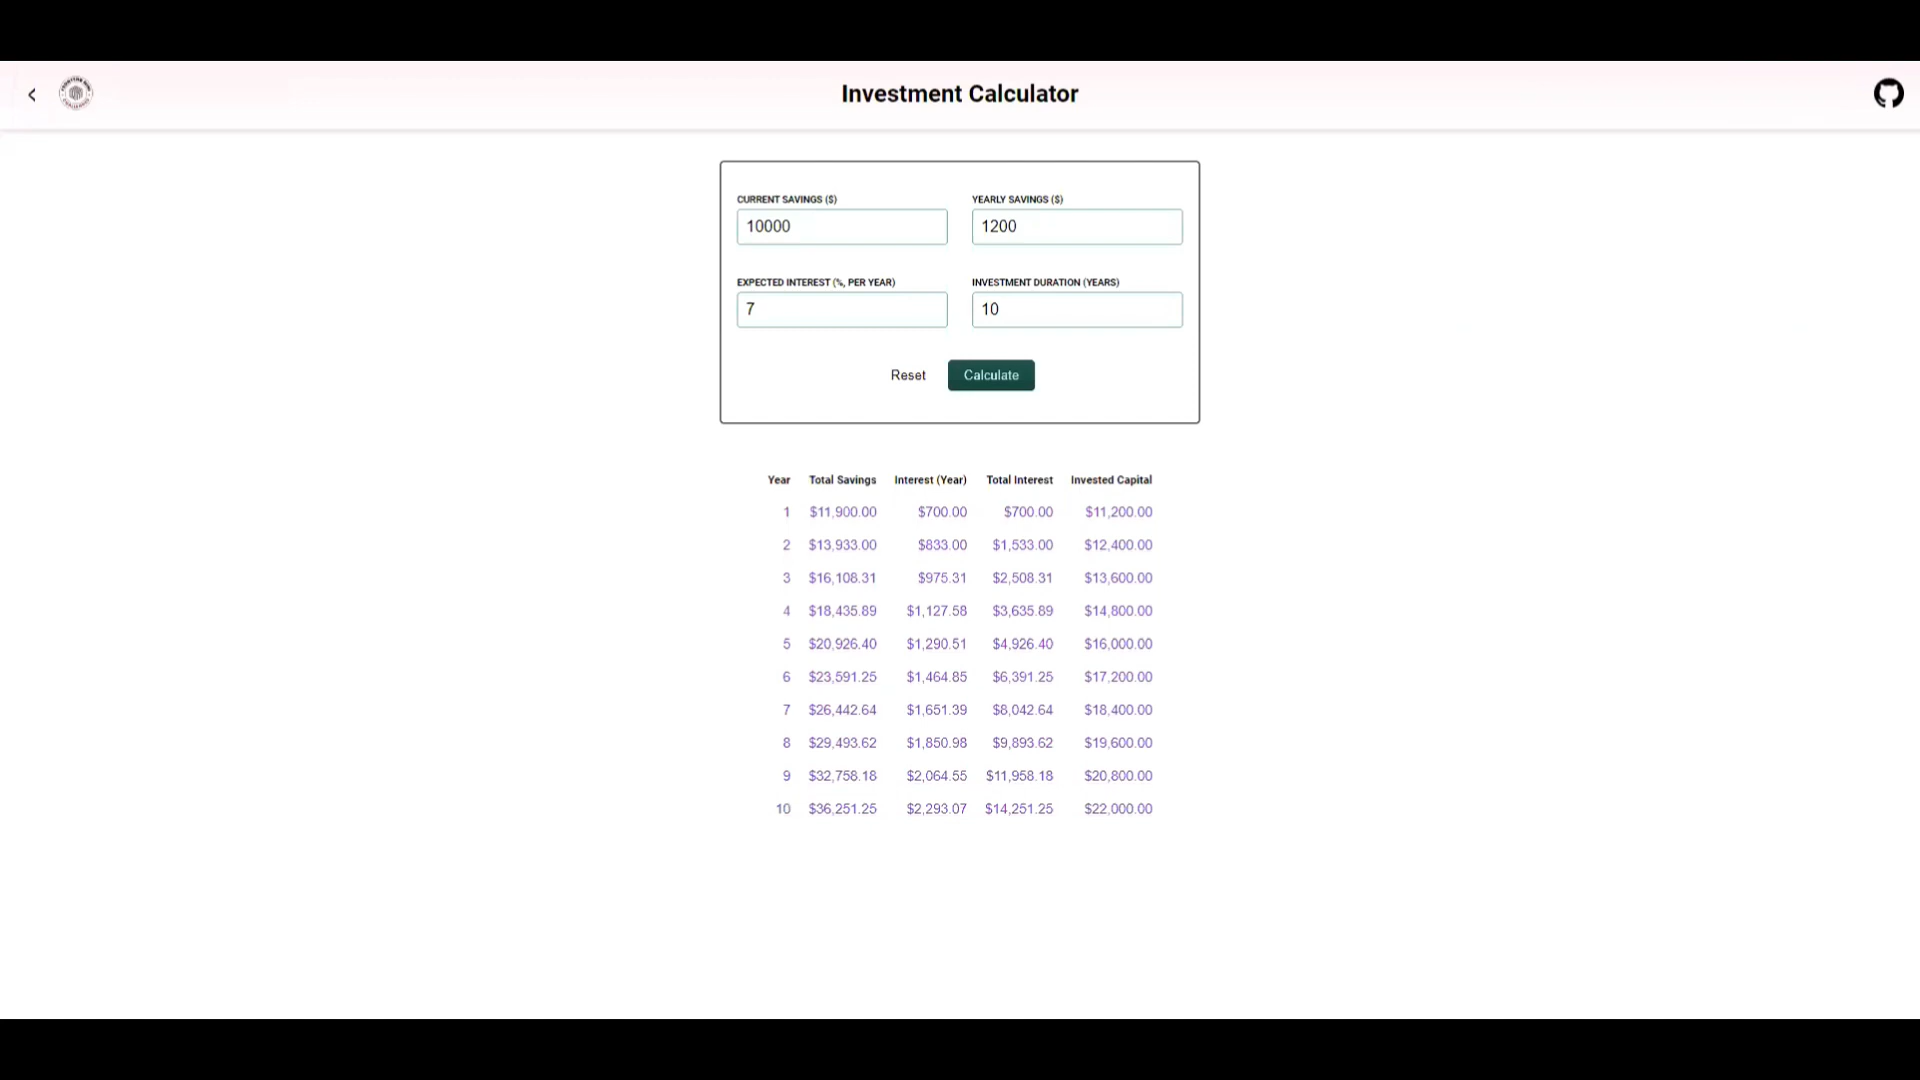 Investment Calculator
CURRENT SAVINGS ($) YEARLY SAVINGS ($)
10000 1200
EXPECTED INTEREST (%, PER YEAR) INVESTMENT DURATION (YEARS)
7 10
Reset Calculate
Year Total Savings Interest (Year) Total Interest Invested Capital
1 $11,900.00 $700.00 $700.00 $11,200.00
2 $13,933.00 $833.00 $1,533.00 $12,400.00
3 $16,108.31 $975.31 $2,508.31 $13,600.00
4 $18,435.89 $1,127.58 $3,635.89 $14,800.00
5 $20,926.40 $1,290.51 $4,926.40 $16,000.00
6 $23,591.25 $1,464.85 $6,391.25 $17,200.00
7 $26,442.64 $1,651.39 $8,042.64 $18,400.00
8 $29,493.62 $1,850.98 $9,893.62 $19,600.00
9 $32,758.18 $2,064.55 $11,958.18 $20,800.00
10 $36,251.25 $2,293.07 $14,251.25 $22,000.00